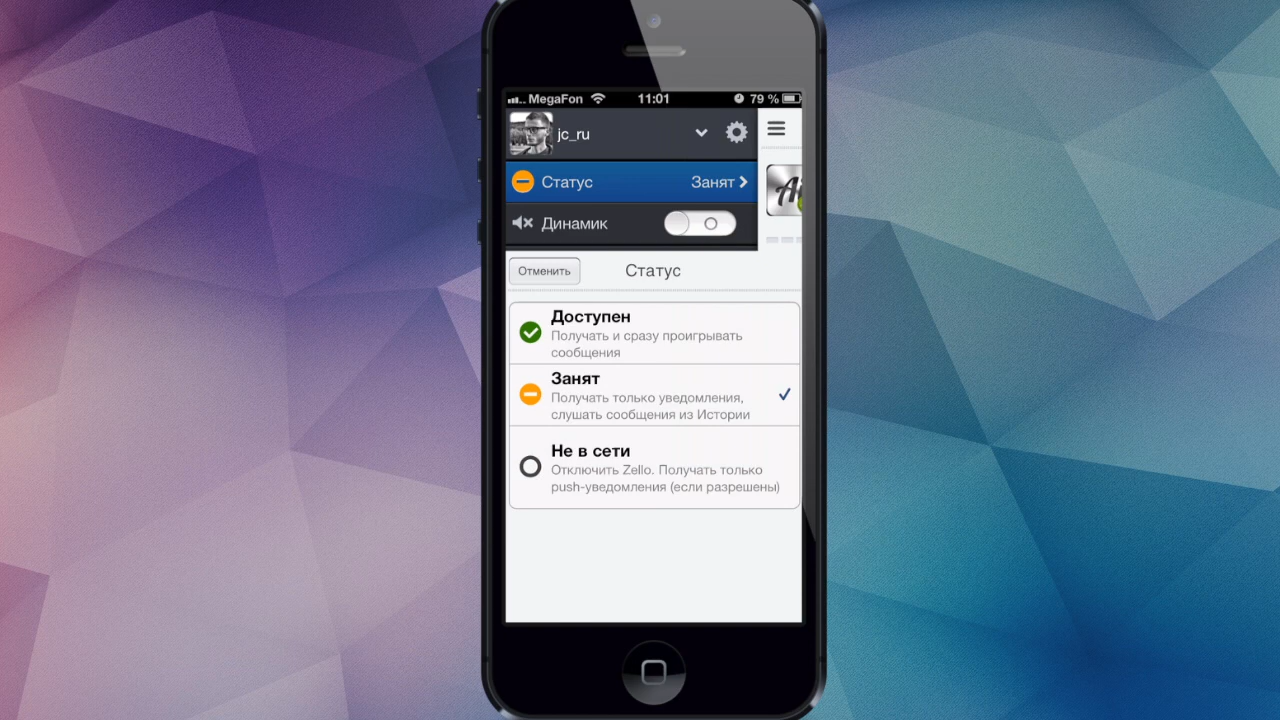 MegaFon 11:01 79 %
jc_ru
Статус Занят
Динамик
Отменить Статус
Доступен
Получать и сразу проигрывать
сообщения
Занят
Получать только уведомления,
слушать сообщения из Истории
Не в сети
Отключить Zello. Получать только
push-уведомления (если разрешены)